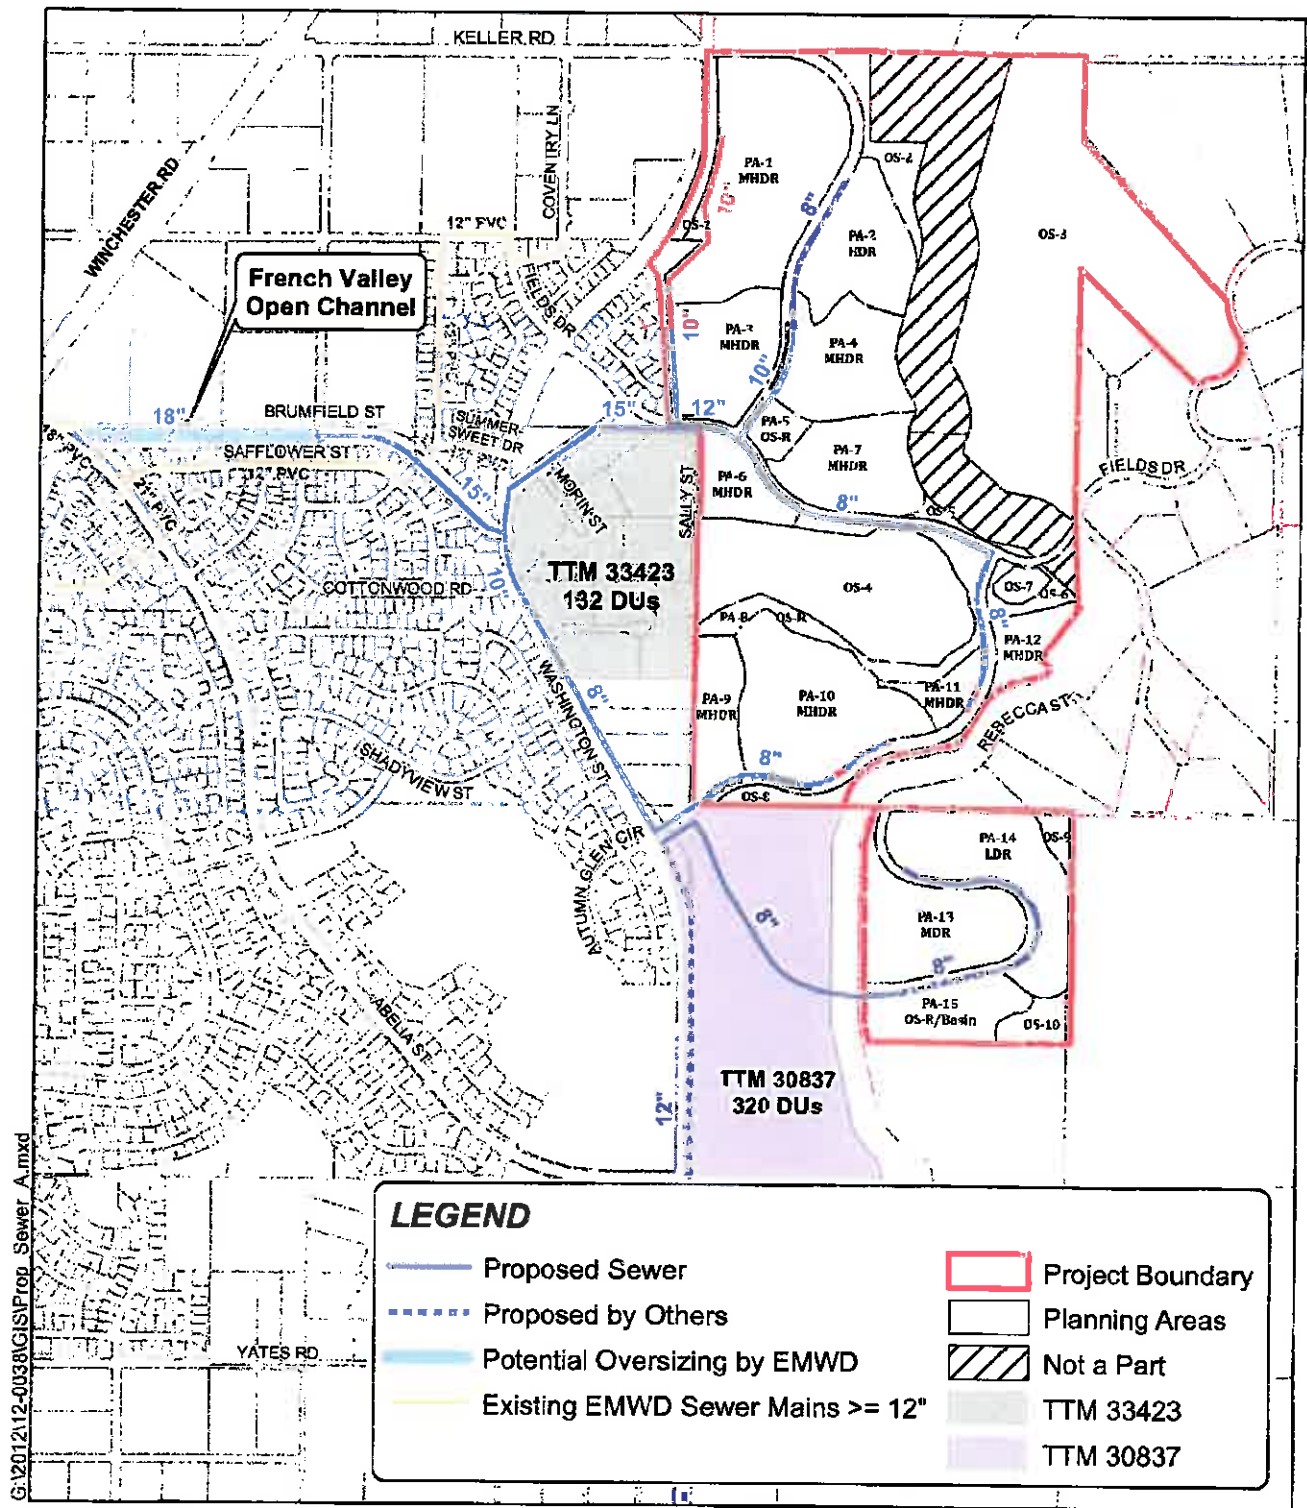 KELLER RD
WINCHESTER RD
COVENTRY LN
12" PVC
FIELDS DR
French Valley
Open Channel
PA-1
MHDR
10"
OS-2
8"
PA-2
HDR
OS-3
10"
PA-3
MHDR
10"
PA-4
MHDR
12" PVC
18"
BRUMFIELD ST
SUMMER-
SWEET DR
15"
12"
18" PVC
SAFFLOWER ST
12" PVC
21" PVC
15"
MORIN ST
SALLY ST
PA-5
OS-R
PA-6
MHDR
PA-7
MHDR
8"
FIELDS DR
TTM 33423
132 DUs
10"
COTTONWOOD RD
OS-4
OS-7
OS-6
8"
PA-12
MHDR
PA-8
OS-R
WASHINGTON ST
8"
PA-9
MHDR
PA-10
MHDR
PA-11
MHDR
REBECCA ST
SHADYVIEW ST
8"
OS-8
AUTUMN GLEN CIR
PA-14
LDR
OS-9
8"
PA-13
MDR
8"
PA-15
OS-R/Basin
OS-10
ABELIA ST
12"
TTM 30837
320 DUs
YATES RD
LEGEND
Proposed Sewer
Proposed by Others
Potential Oversizing by EMWD
Existing EMWD Sewer Mains >= 12"
Project Boundary
Planning Areas
Not a Part
TTM 33423
TTM 30837
G:\2012\12-0038\GIS\Prop_Sewer_A.mxd